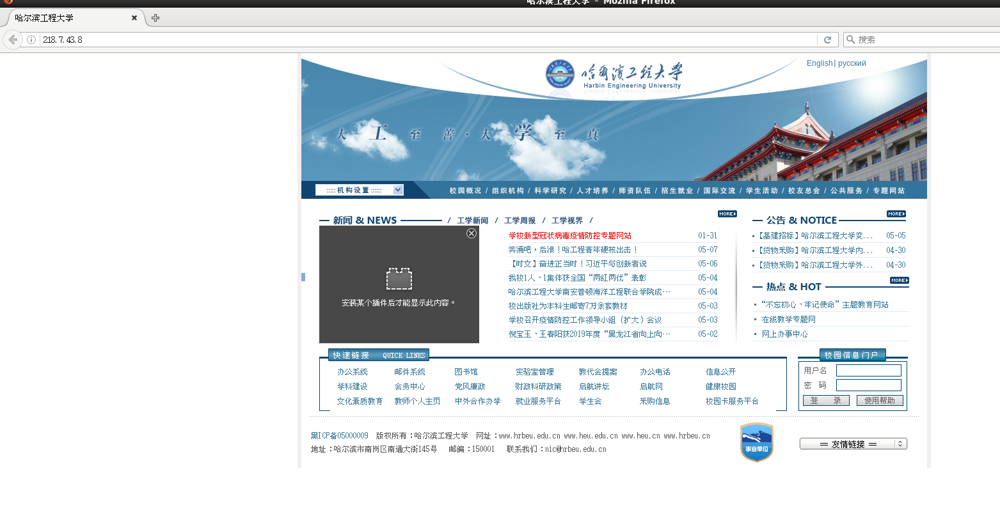 哈尔滨工程大学 - Mozilla Firefox
哈尔滨工程大学
218.7.43.8
搜索
English| русский
哈尔滨工程大学
Harbin Engineering University
大工至善·大学至真
:::::机构设置::::::
校园概况 / 组织机构 / 科学研究 / 人才培养 / 师资队伍 / 招生就业 / 国际交流 / 学生活动 / 校友总会 / 公共服务 / 专题网站
新闻 & NEWS / 工学新闻 / 工学周报 / 工学视界 /
MORE
安装某个插件后才能显示此内容。
学校新型冠状病毒疫情防控专题网站 01-31
奔涌吧，后浪！哈工程青年硬核出击！ 05-07
【时文】奋进正当时！习近平与创新者说 05-06
我校1人、1集体获全国“两红两优”表彰 05-04
哈尔滨工程大学南安普顿海洋工程联合学院成… 05-04
校出版社为本科生邮寄7万余套教材 05-03
学校召开疫情防控工作领导小组（扩大）会议 05-03
倪宝玉、王春阳获2019年度“黑龙江省向上向… 05-02
公告 & NOTICE
MORE
【基建招标】哈尔滨工程大学变... 05-05
【货物采购】哈尔滨工程大学内... 04-30
【货物采购】哈尔滨工程大学外... 04-30
热点 & HOT
MORE
“不忘初心、牢记使命”主题教育网站
在线教学专题网
网上办事中心
快速链接 QUICK LINKS
办公系统 邮件系统 图书馆 实验室管理 教代会提案 办公电话 信息公开
学科建设 会务中心 党风廉政 财政科研政策 启航讲坛 启航网 健康校园
文化素质教育 教师个人主页 中外合作办学 就业服务平台 学生会 采购信息 校园卡服务平台
校园信息门户
用户名
密 码
登 录 使用帮助
黑ICP备05000009 版权所有：哈尔滨工程大学 网址：www.hrbeu.edu.cn www.heu.edu.cn www.heu.cn www.hrbeu.cn
地址：哈尔滨市南岗区南通大街145号 邮编：150001 联系我们：nic@hrbeu.edu.cn
事业单位
== 友情链接 ==